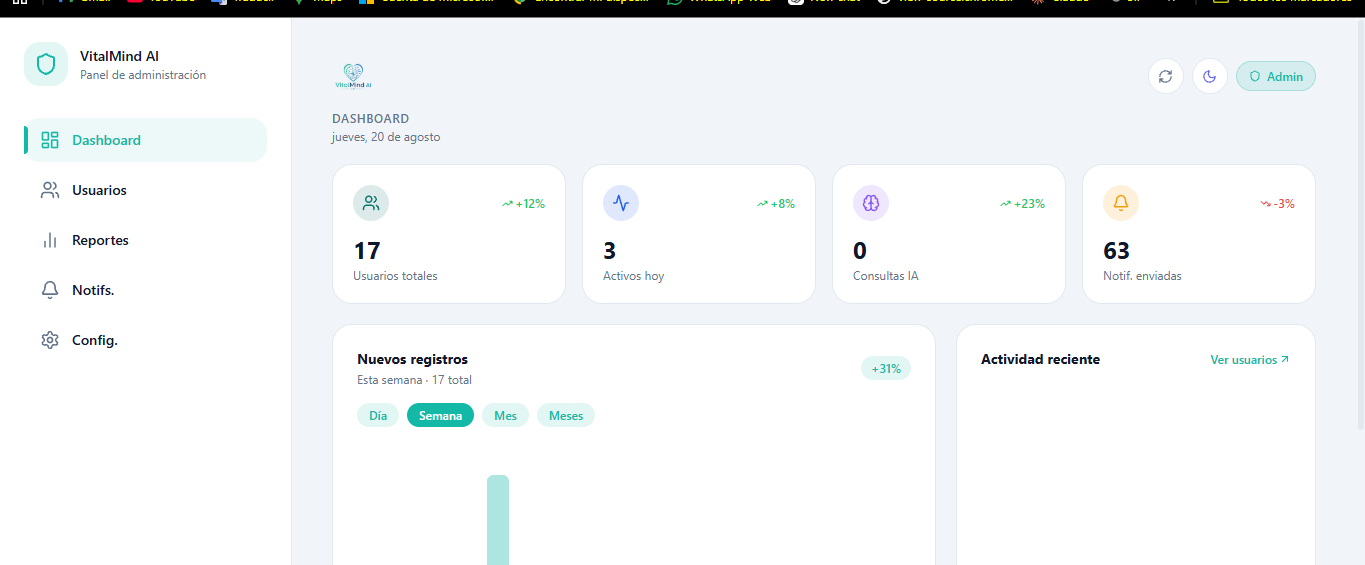 VitalMind AI
Panel de administración
Dashboard
Usuarios
Reportes
Notifs.
Config.
VitalMind AI
Admin
DASHBOARD
jueves, 20 de agosto
+12%
17
Usuarios totales
+8%
3
Activos hoy
+23%
0
Consultas IA
-3%
63
Notif. enviadas
Nuevos registros
Esta semana · 17 total
+31%
Día
Semana
Mes
Meses
Actividad reciente
Ver usuarios